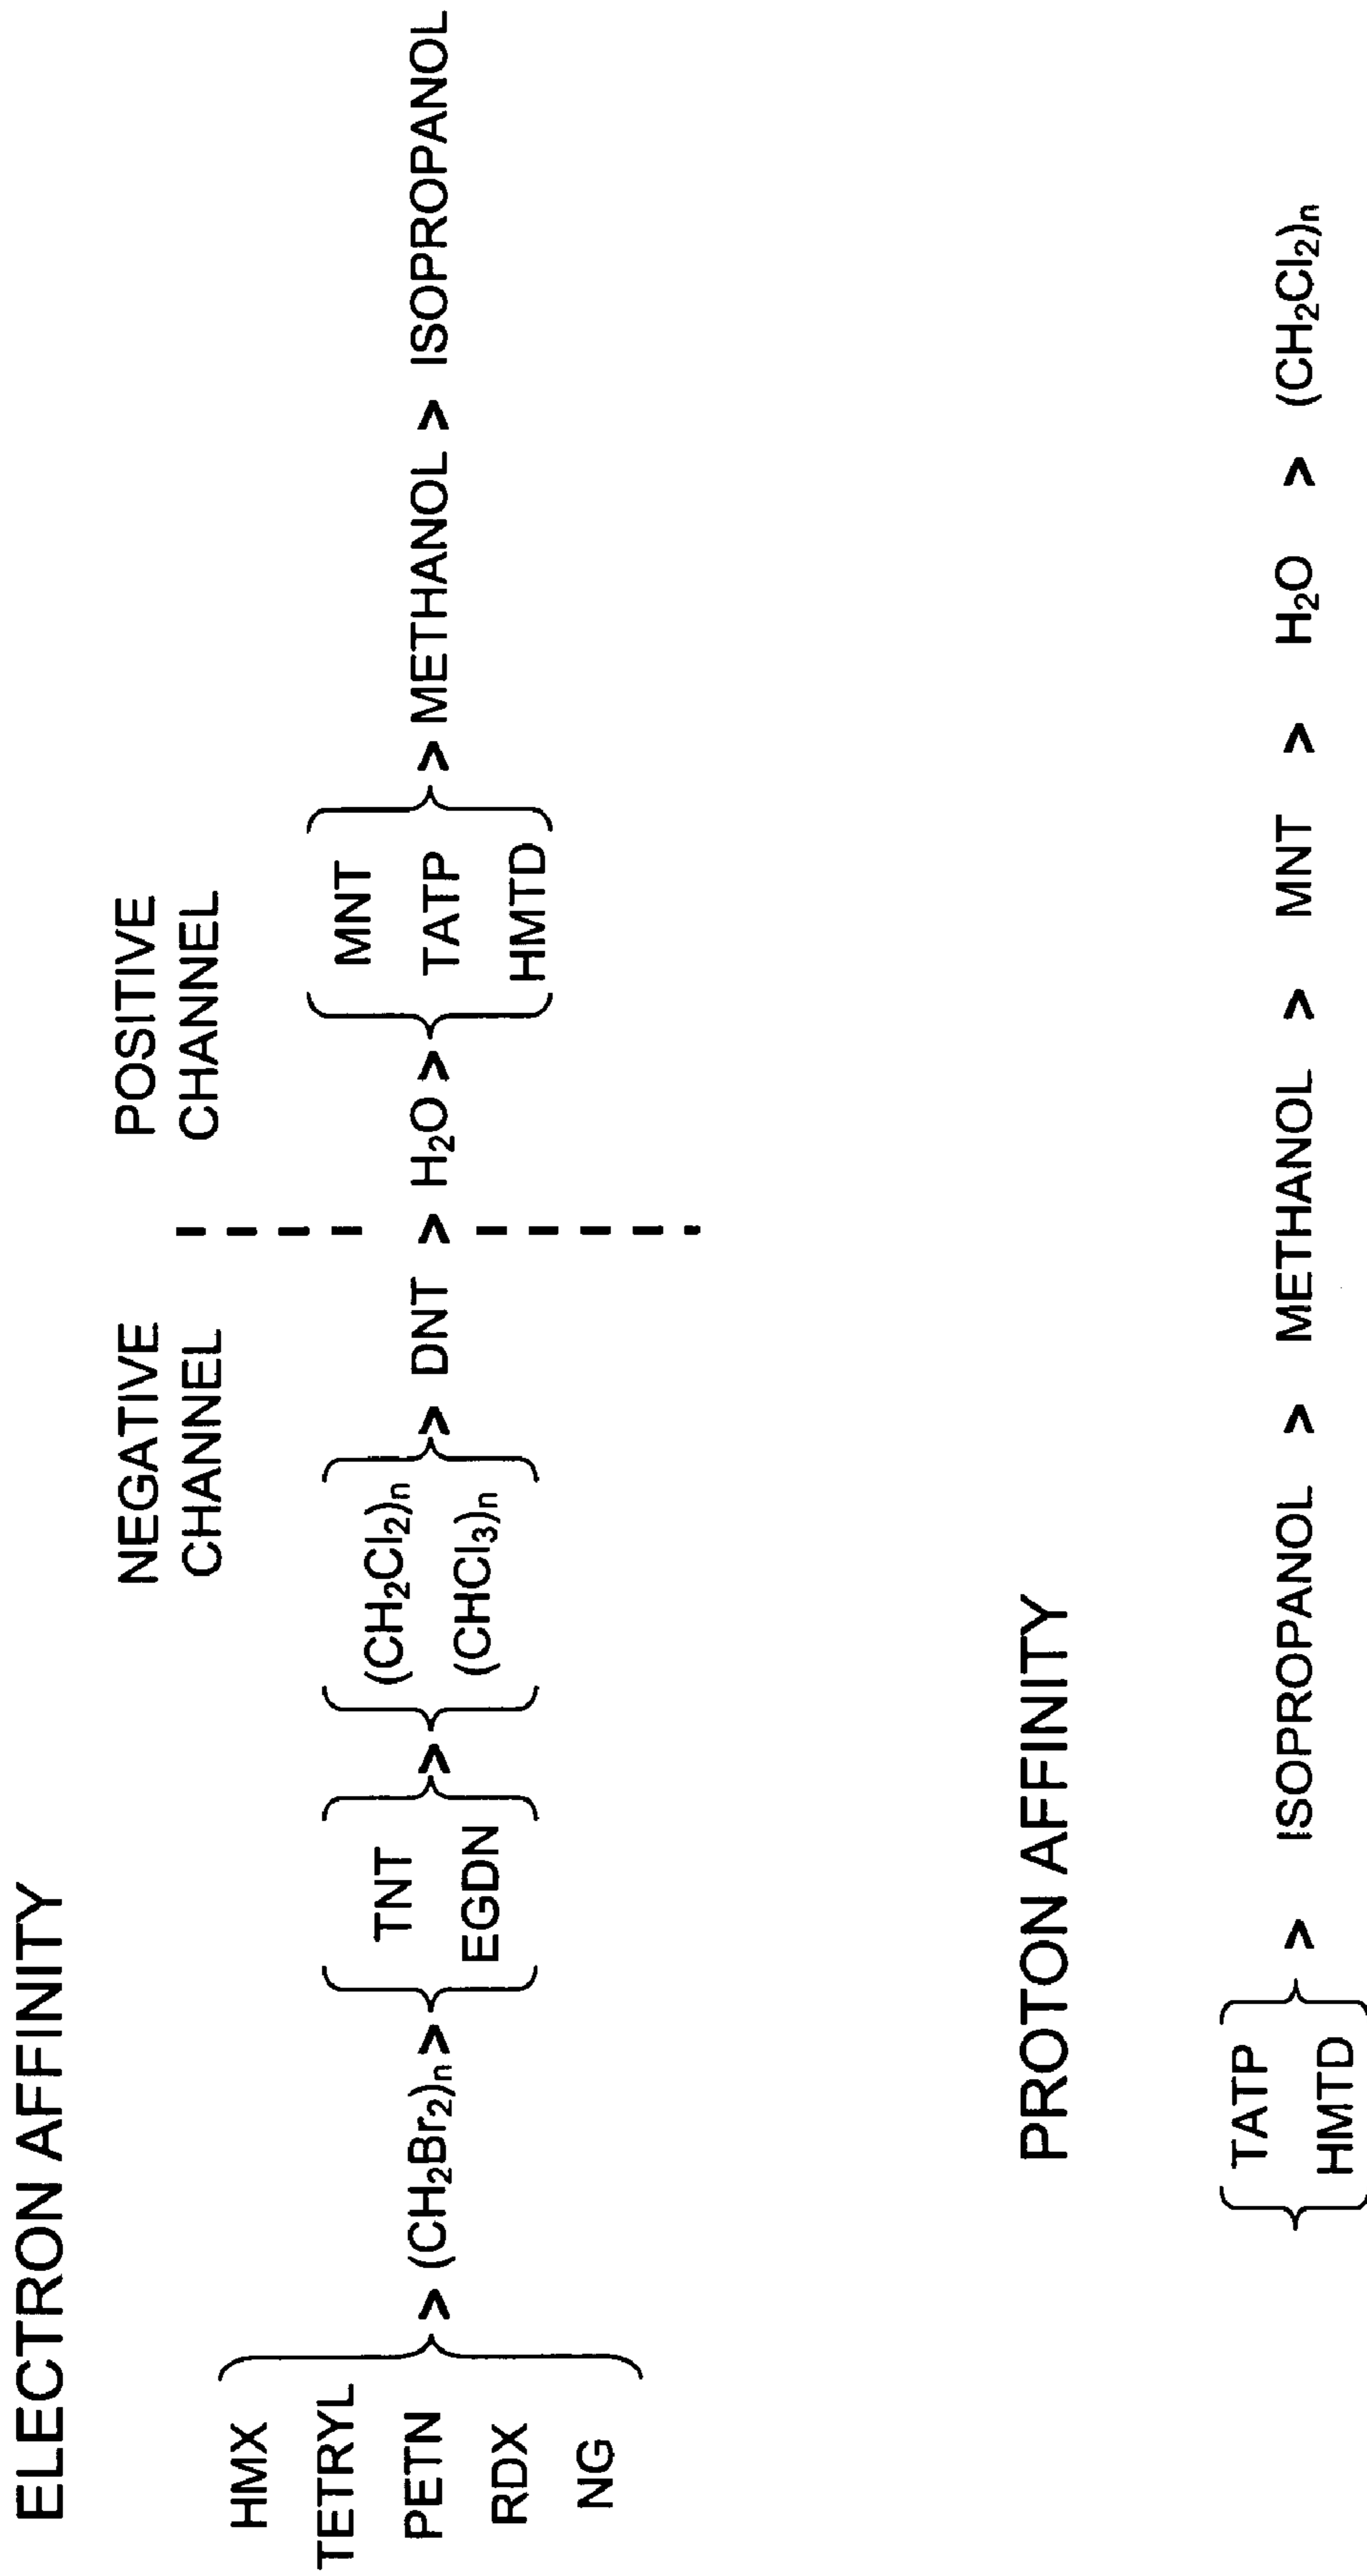 ELECTRON AFFINITY
NEGATIVE
CHANNEL
POSITIVE
CHANNEL
HMX
TETRYL
PETN
RDX
NG
> (CH₂Br₂)ₙ >
TNT
EGDN
>
(CH₂Cl₂)ₙ
(CHCl₃)ₙ
> DNT > H₂O >
MNT
TATP
HMTD
> METHANOL > ISOPROPANOL
PROTON AFFINITY
TATP
HMTD
> ISOPROPANOL > METHANOL > MNT > H₂O > (CH₂Cl₂)ₙ